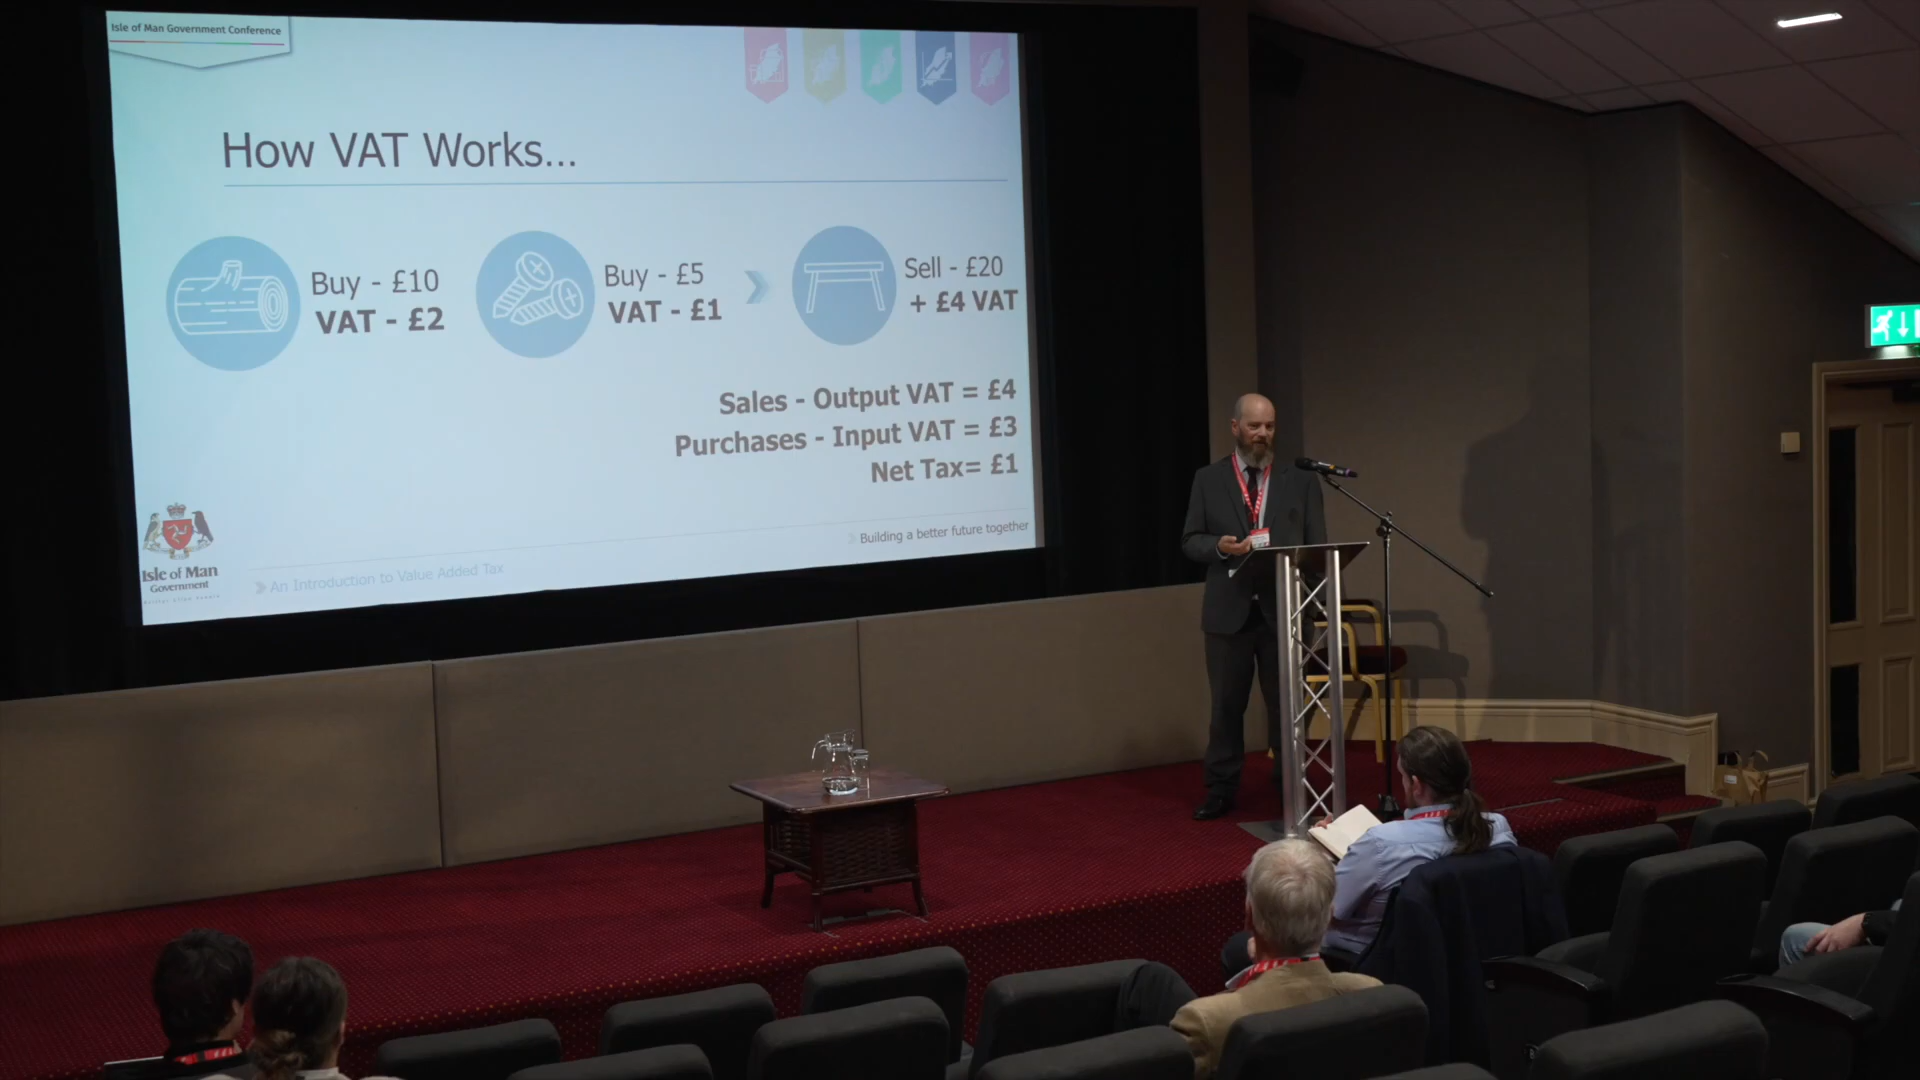 Isle of Man Government Conference
How VAT Works...
Buy - £10
VAT - £2
Buy - £5
VAT - £1
Sell - £20
+ £4 VAT
Sales - Output VAT = £4
Purchases - Input VAT = £3
Net Tax= £1
Building a better future together
Isle of Man
Government
An Introduction to Value Added Tax